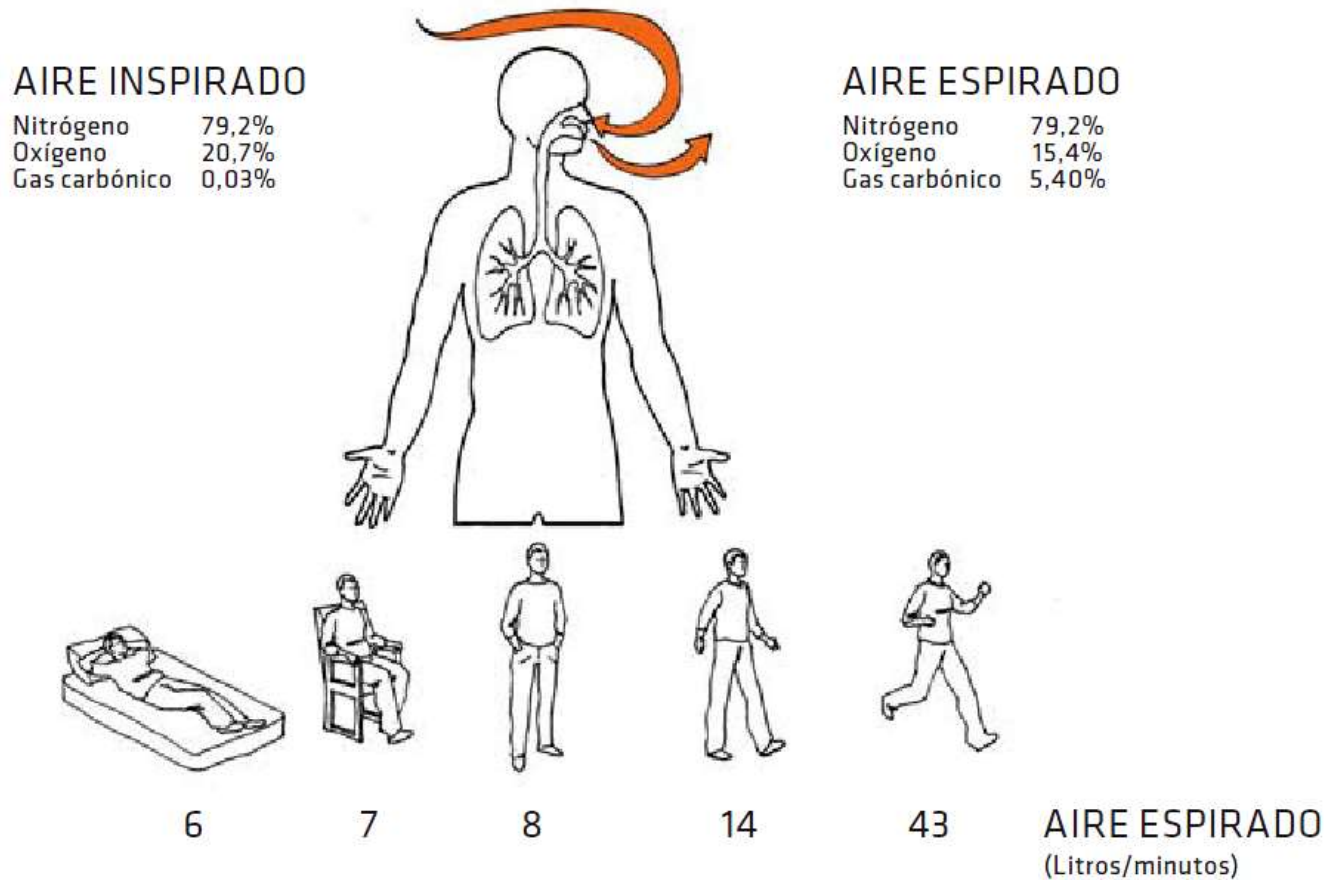 AIRE INSPIRADO
Nitrógeno 79,2%
Oxígeno 20,7%
Gas carbónico 0,03%
AIRE ESPIRADO
Nitrógeno 79,2%
Oxígeno 15,4%
Gas carbónico 5,40%
6 7 8 14 43 AIRE ESPIRADO
(Litros/minutos)